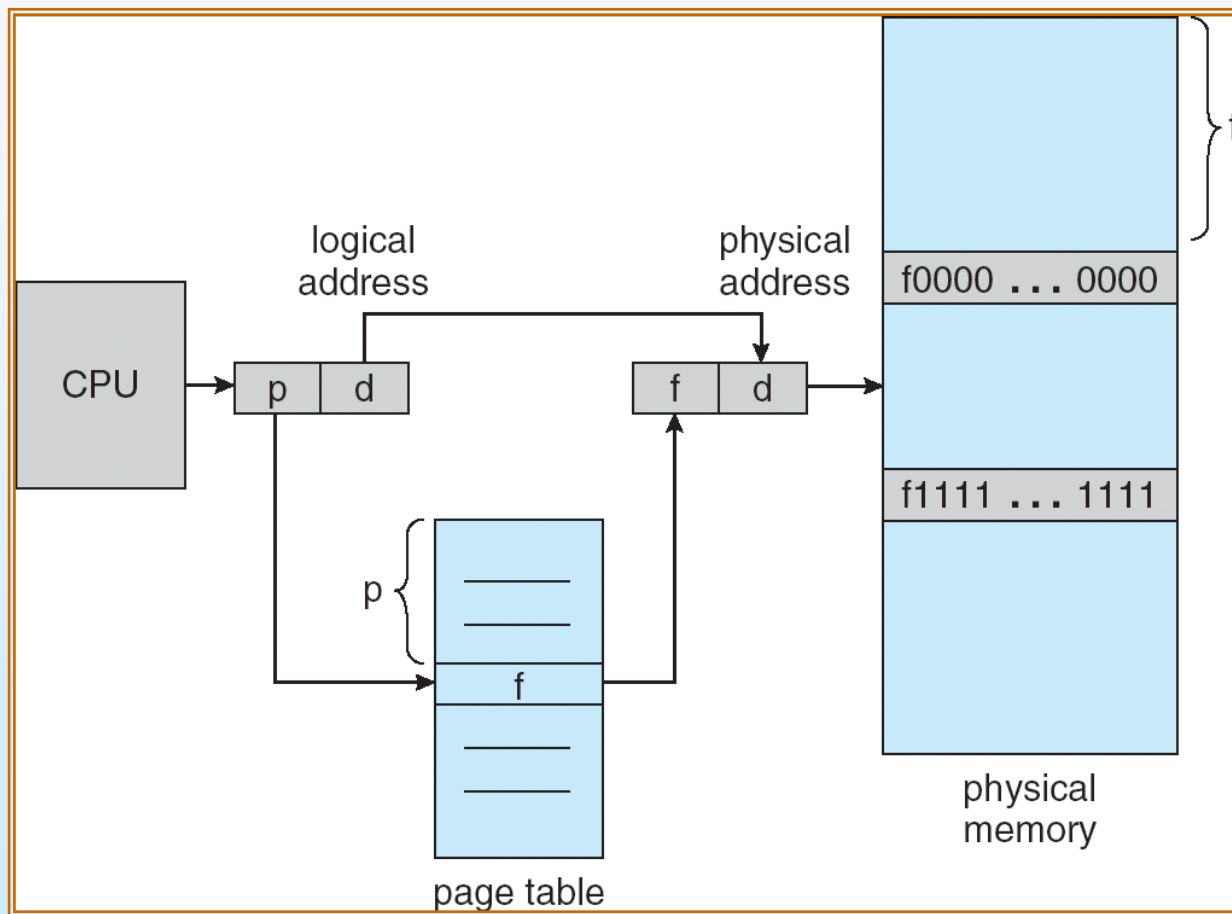 logical
address
physical
address
f0000 ... 0000
CPU
p
d
f
d
f1111 ... 1111
p
f
physical
memory
page table